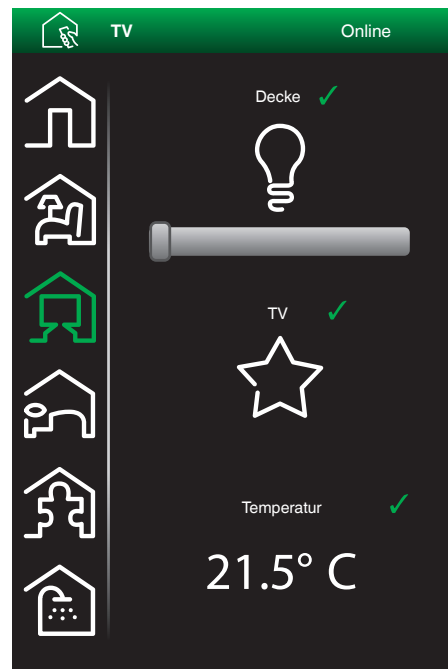 TV Online
Decke ✓
TV ✓
Temperatur ✓
21.5° C